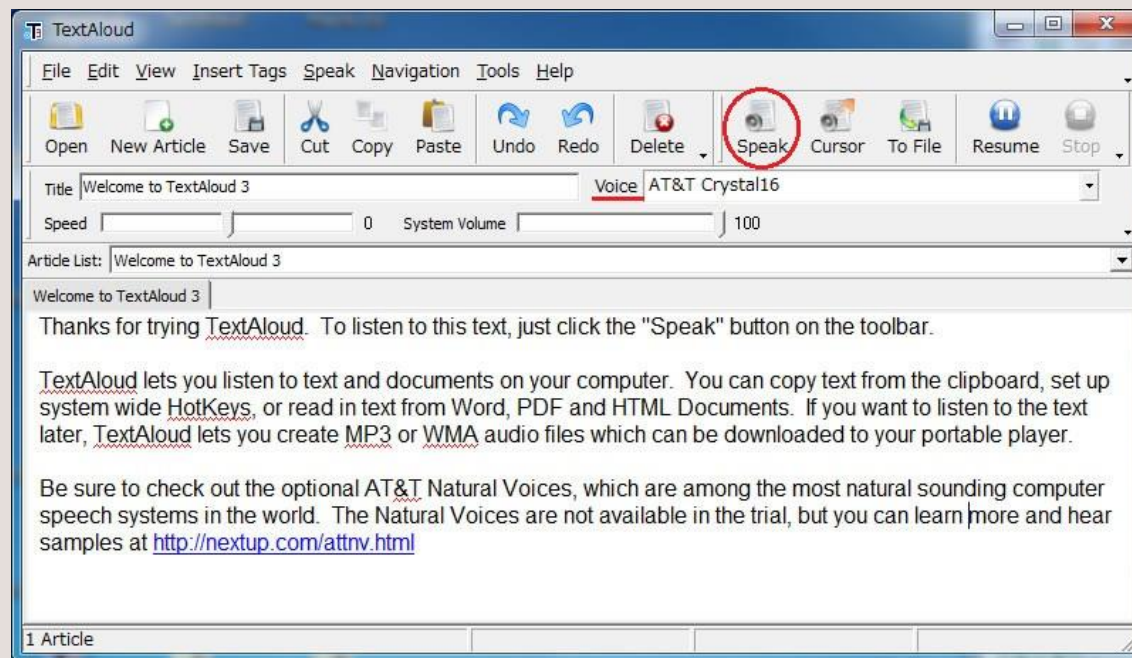 TextAloud
File Edit View Insert Tags Speak Navigation Tools Help
Open New Article Save Cut Copy Paste Undo Redo Delete Speak Cursor To File Resume Stop
Title Welcome to TextAloud 3 Voice AT&T Crystal16
Speed 0 System Volume 100
Article List: Welcome to TextAloud 3
Welcome to TextAloud 3
Thanks for trying TextAloud.  To listen to this text, just click the "Speak" button on the toolbar.
TextAloud lets you listen to text and documents on your computer.  You can copy text from the clipboard, set up
system wide HotKeys, or read in text from Word, PDF and HTML Documents.  If you want to listen to the text
later, TextAloud lets you create MP3 or WMA audio files which can be downloaded to your portable player.
Be sure to check out the optional AT&T Natural Voices, which are among the most natural sounding computer
speech systems in the world.  The Natural Voices are not available in the trial, but you can learn more and hear
samples at http://nextup.com/attnv.html
1 Article